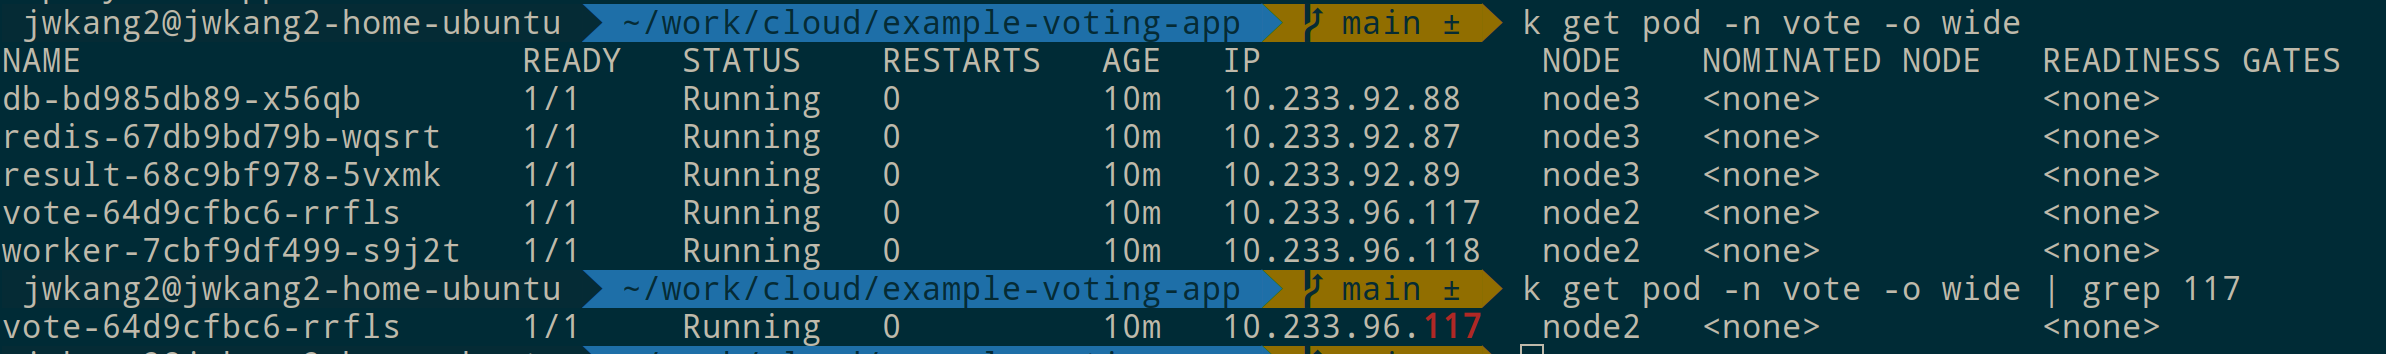 jwkang2@jwkang2-home-ubuntu ~/work/cloud/example-voting-app main ± k get pod -n vote -o wide
NAME READY STATUS RESTARTS AGE IP NODE NOMINATED NODE READINESS GATES
db-bd985db89-x56qb 1/1 Running 0 10m 10.233.92.88 node3 <none> <none>
redis-67db9bd79b-wqsrt 1/1 Running 0 10m 10.233.92.87 node3 <none> <none>
result-68c9bf978-5vxmk 1/1 Running 0 10m 10.233.92.89 node3 <none> <none>
vote-64d9cfbc6-rrfls 1/1 Running 0 10m 10.233.96.117 node2 <none> <none>
worker-7cbf9df499-s9j2t 1/1 Running 0 10m 10.233.96.118 node2 <none> <none>
jwkang2@jwkang2-home-ubuntu ~/work/cloud/example-voting-app main ± k get pod -n vote -o wide | grep 117
vote-64d9cfbc6-rrfls 1/1 Running 0 10m 10.233.96.117 node2 <none> <none>